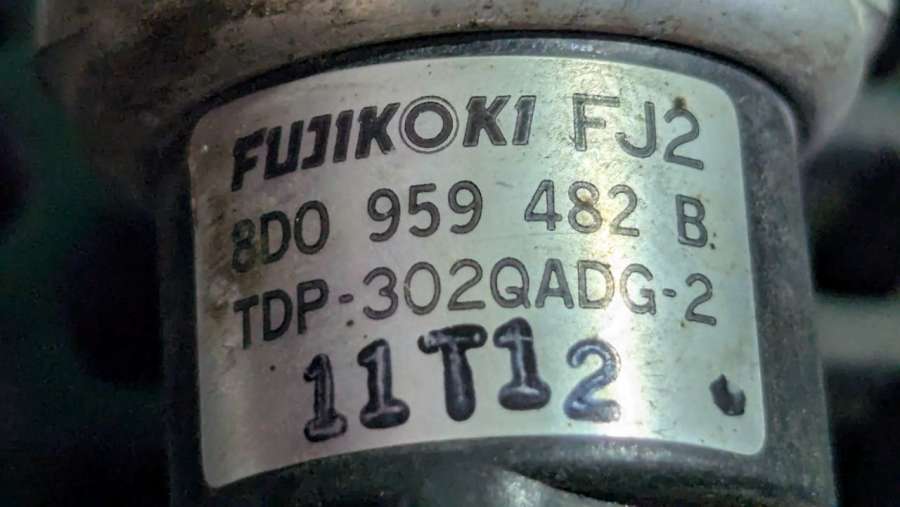 FUJIKOKI FJ2
8D0 959 482 B
TDP-302QADG-2
11T12